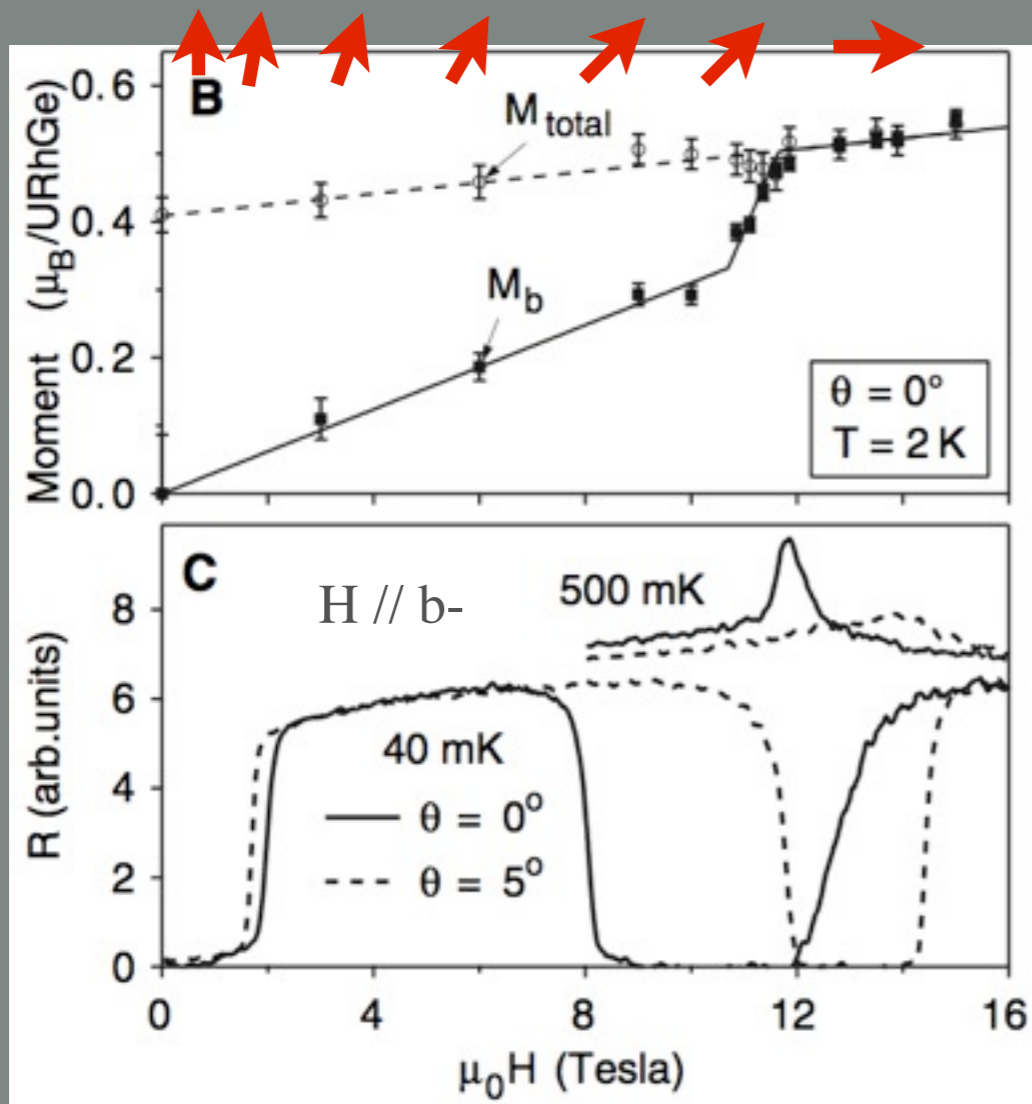 B
0.6
M_total
0.4
M_b
0.2
θ = 0°
T = 2 K
0.0
Moment (μ_B/URhGe)
C
H // b-
500 mK
8
6
40 mK
4
θ = 0°
θ = 5°
2
0
R (arb.units)
0 4 8 12 16
μ₀H (Tesla)